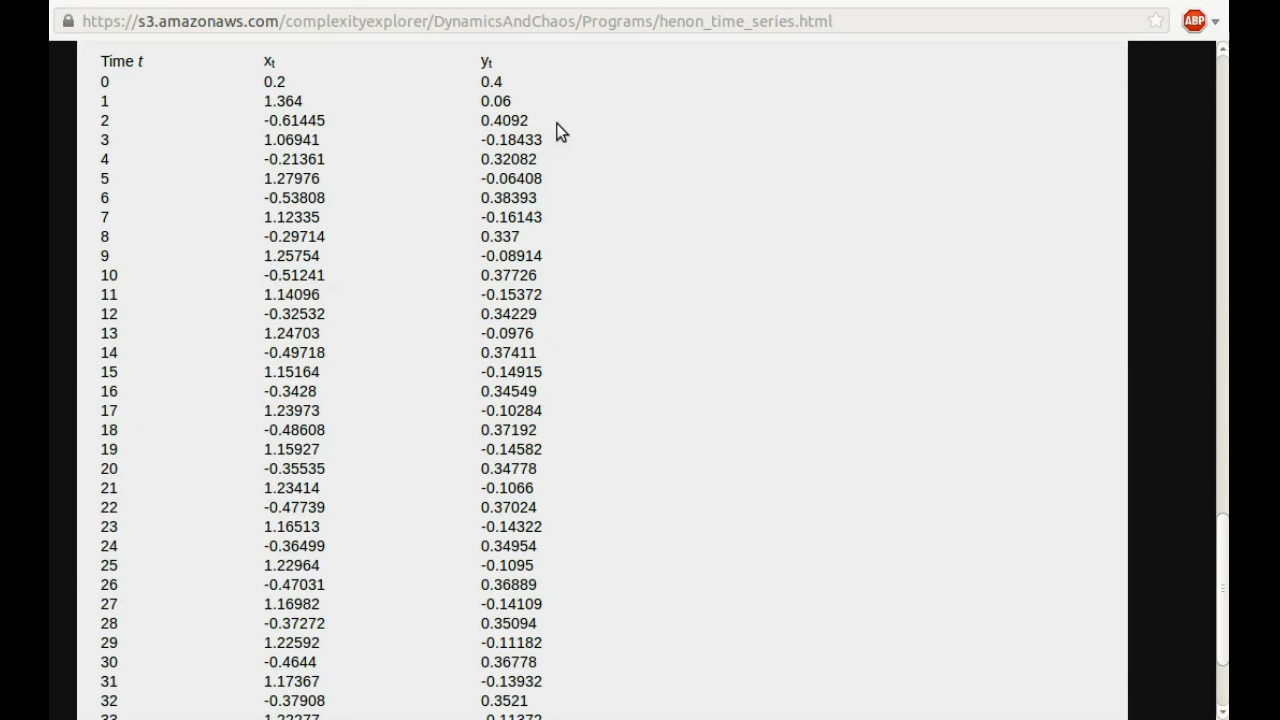 https://s3.amazonaws.com/complexityexplorer/DynamicsAndChaos/Programs/henon_time_series.html ABP
Time t xt yt
0 0.2 0.4
1 1.364 0.06
2 -0.61445 0.4092
3 1.06941 -0.18433
4 -0.21361 0.32082
5 1.27976 -0.06408
6 -0.53808 0.38393
7 1.12335 -0.16143
8 -0.29714 0.337
9 1.25754 -0.08914
10 -0.51241 0.37726
11 1.14096 -0.15372
12 -0.32532 0.34229
13 1.24703 -0.0976
14 -0.49718 0.37411
15 1.15164 -0.14915
16 -0.3428 0.34549
17 1.23973 -0.10284
18 -0.48608 0.37192
19 1.15927 -0.14582
20 -0.35535 0.34778
21 1.23414 -0.1066
22 -0.47739 0.37024
23 1.16513 -0.14322
24 -0.36499 0.34954
25 1.22964 -0.1095
26 -0.47031 0.36889
27 1.16982 -0.14109
28 -0.37272 0.35094
29 1.22592 -0.11182
30 -0.4644 0.36778
31 1.17367 -0.13932
32 -0.37908 0.3521
33 1.22277 -0.11372